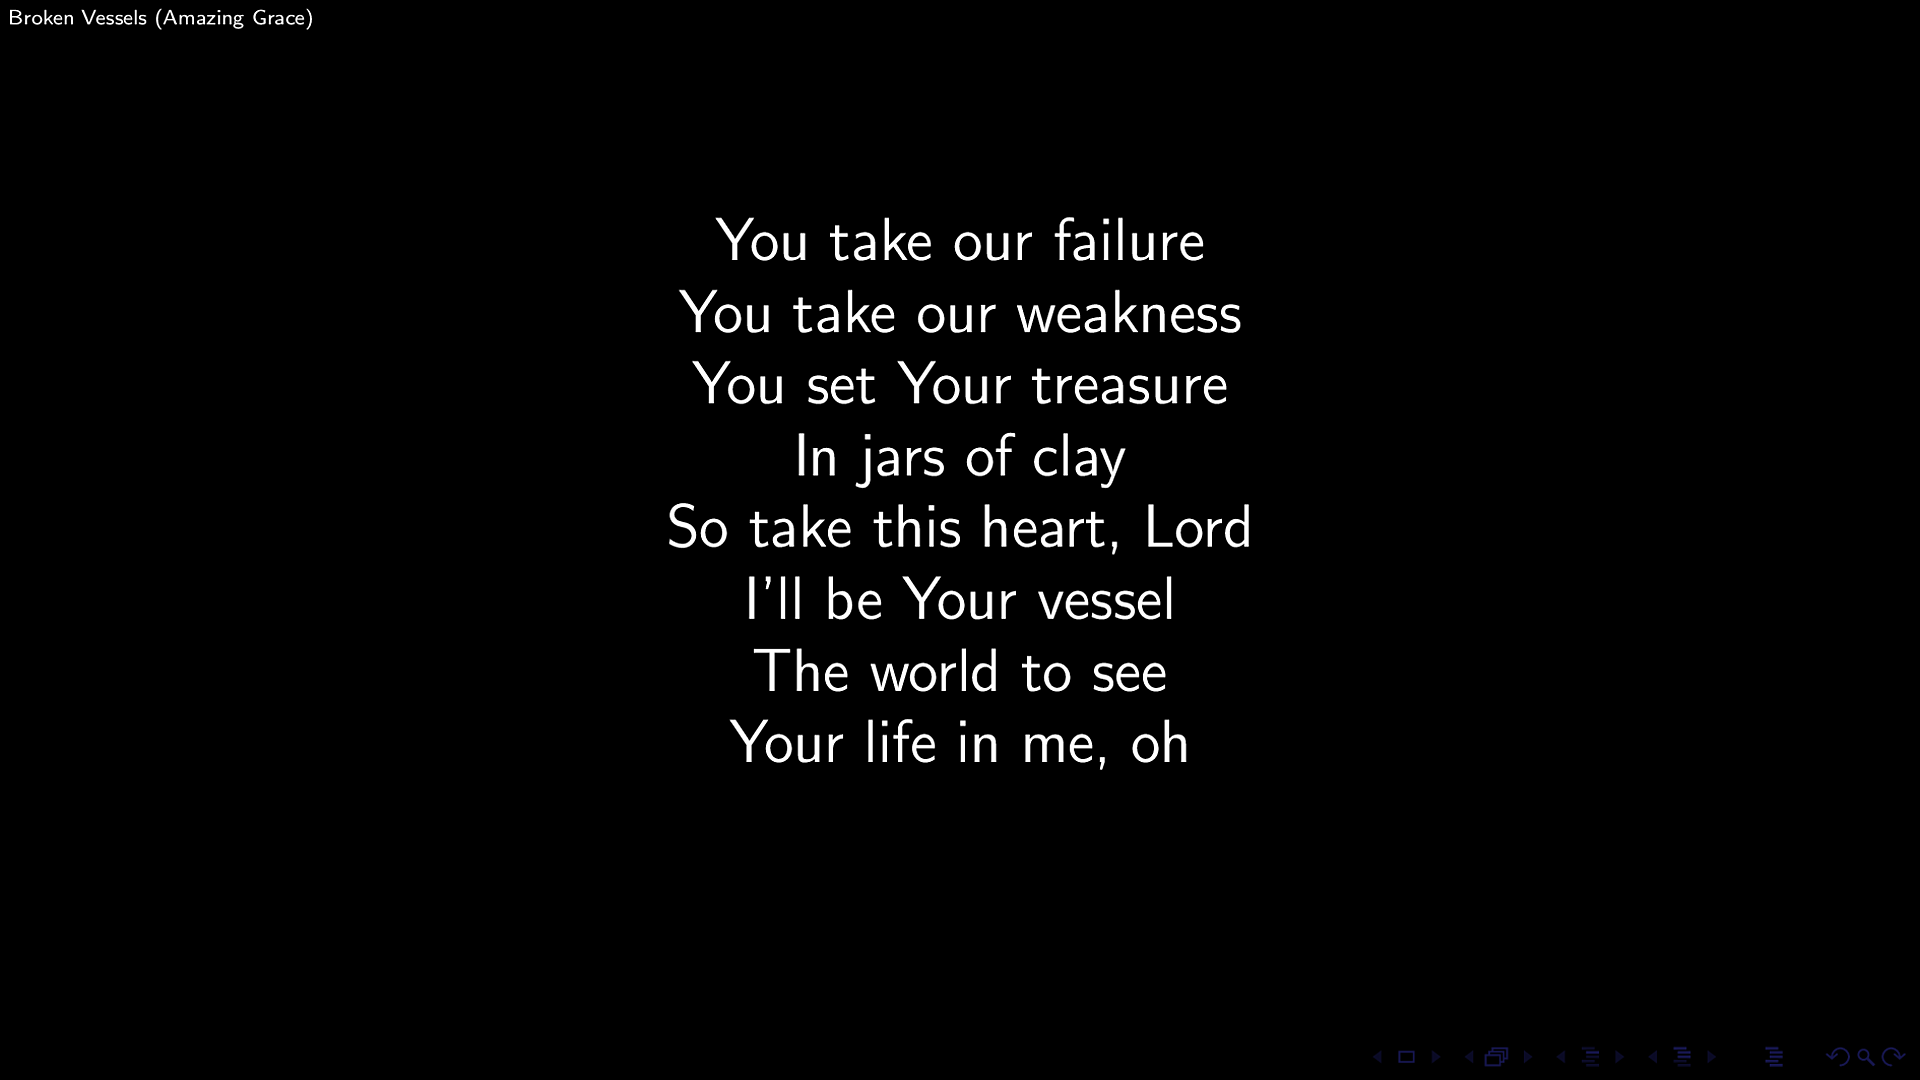 Broken Vessels (Amazing Grace)
You take our failure
You take our weakness
You set Your treasure
In jars of clay
So take this heart, Lord
I'll be Your vessel
The world to see
Your life in me, oh